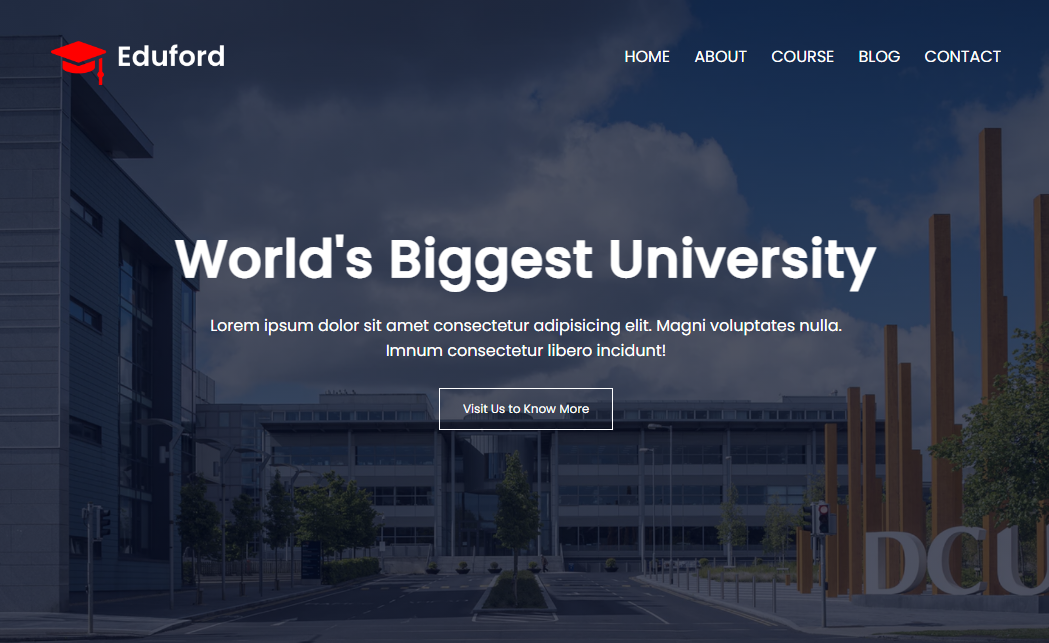 Eduford
HOME ABOUT COURSE BLOG CONTACT
World's Biggest University
Lorem ipsum dolor sit amet consectetur adipisicing elit. Magni voluptates nulla.
Imnum consectetur libero incidunt!
Visit Us to Know More
DCU